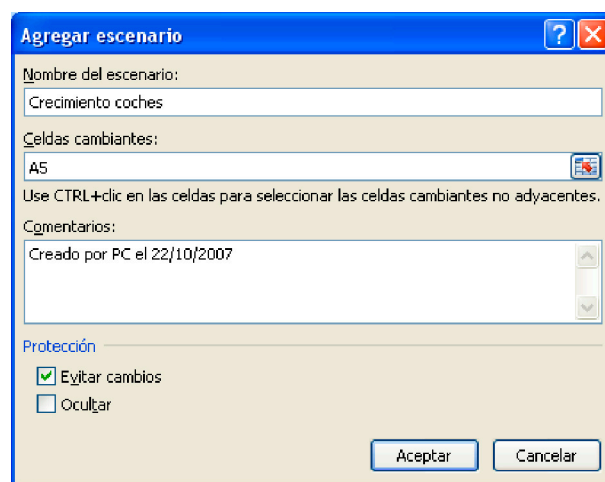 Agregar escenario
Nombre del escenario:
Crecimiento coches
Celdas cambiantes:
A5
Use CTRL+clic en las celdas para seleccionar las celdas cambiantes no adyacentes.
Comentarios:
Creado por PC el 22/10/2007
Protección
Evitar cambios
Ocultar
Aceptar Cancelar